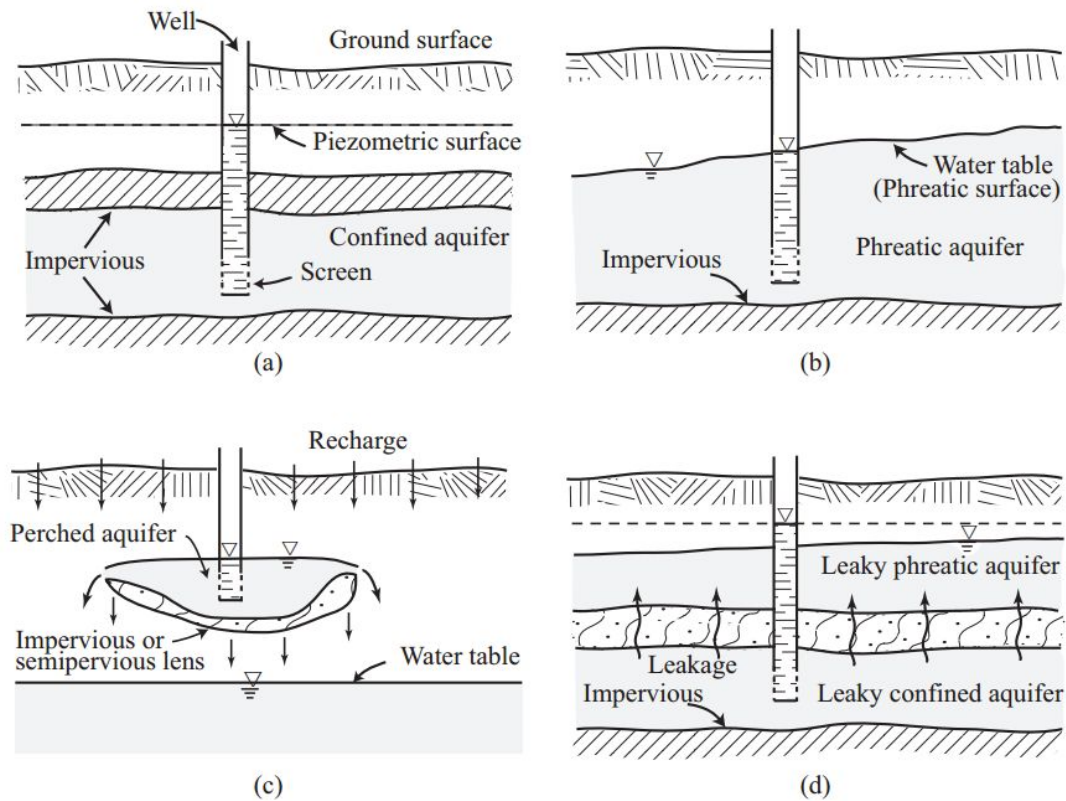 Well
Ground surface
Piezometric surface
Confined aquifer
Impervious
Screen
(a)
Water table
(Phreatic surface)
Phreatic aquifer
Impervious
(b)
Recharge
Perched aquifer
Impervious or
semipervious lens
Water table
(c)
Leaky phreatic aquifer
Leakage
Impervious
Leaky confined aquifer
(d)